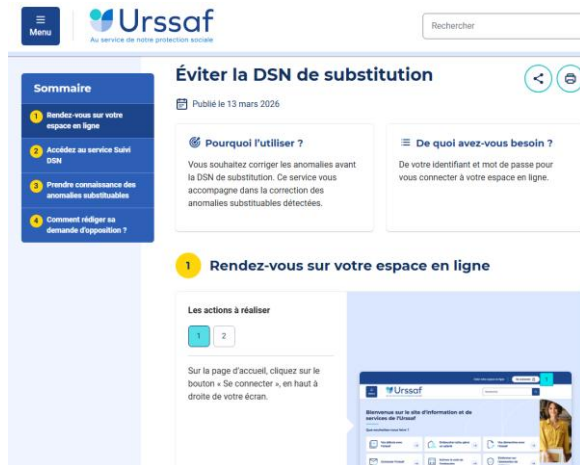 Menu
Urssaf
Au service de notre protection sociale
Rechercher
Sommaire
1 Rendez-vous sur votre
espace en ligne
2 Accédez au service Suivi
DSN
3 Prendre connaissance des
anomalies substituables
4 Comment rédiger sa
demande d'opposition ?
Éviter la DSN de substitution
Publié le 13 mars 2026
Pourquoi l'utiliser ?
Vous souhaitez corriger les anomalies avant
la DSN de substitution. Ce service vous
accompagne dans la correction des
anomalies substituables détectées.
De quoi avez-vous besoin ?
De votre identifiant et mot de passe pour
vous connecter à votre espace en ligne.
1 Rendez-vous sur votre espace en ligne
Les actions à réaliser
1 2
Sur la page d'accueil, cliquez sur le
bouton « Se connecter », en haut à
droite de votre écran.
Urssaf
Bienvenue sur le site d'information et de
services de l'Urssaf
Que souhaitez-vous faire ?